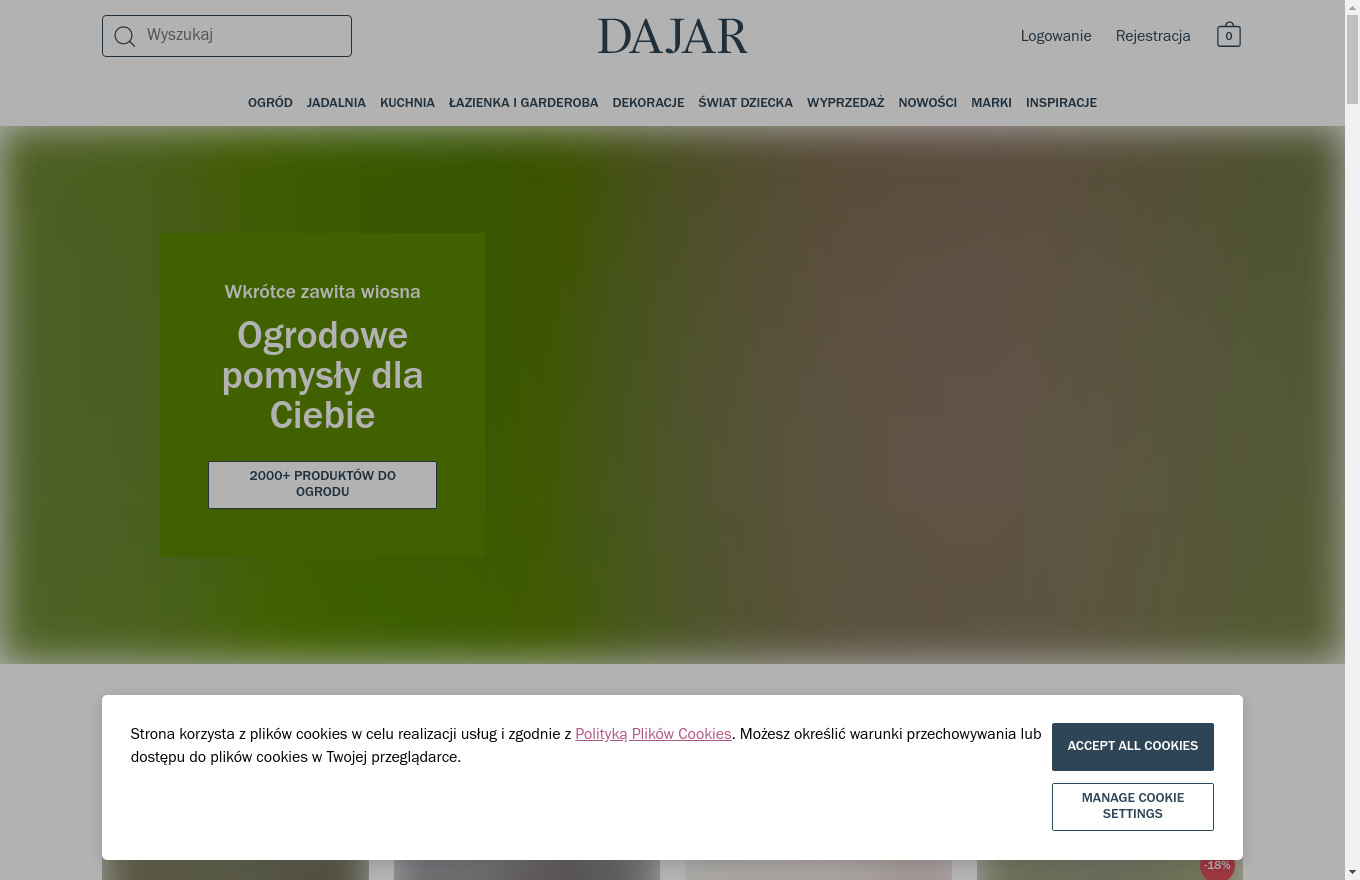 Wyszukaj
DAJAR
Logowanie
Rejestracja
0
OGRÓD JADALNIA KUCHNIA ŁAZIENKA I GARDEROBA DEKORACJE ŚWIAT DZIECKA WYPRZEDAŻ NOWOŚCI MARKI INSPIRACJE
Wkrótce zawita wiosna
Ogrodowe
pomysły dla
Ciebie
2000+ PRODUKTÓW DO
OGRODU
Strona korzysta z plików cookies w celu realizacji usług i zgodnie z Polityką Plików Cookies. Możesz określić warunki przechowywania lub
dostępu do plików cookies w Twojej przeglądarce.
ACCEPT ALL COOKIES
MANAGE COOKIE
SETTINGS
-18%